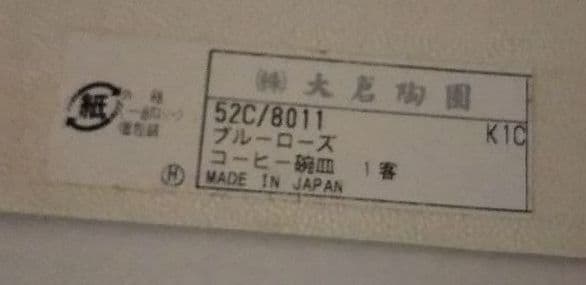 紙
㈱ 大倉陶園
52C/8011 K1C
ブルーローズ
コーヒー碗皿 1客
MADE IN JAPAN
Ⓗ